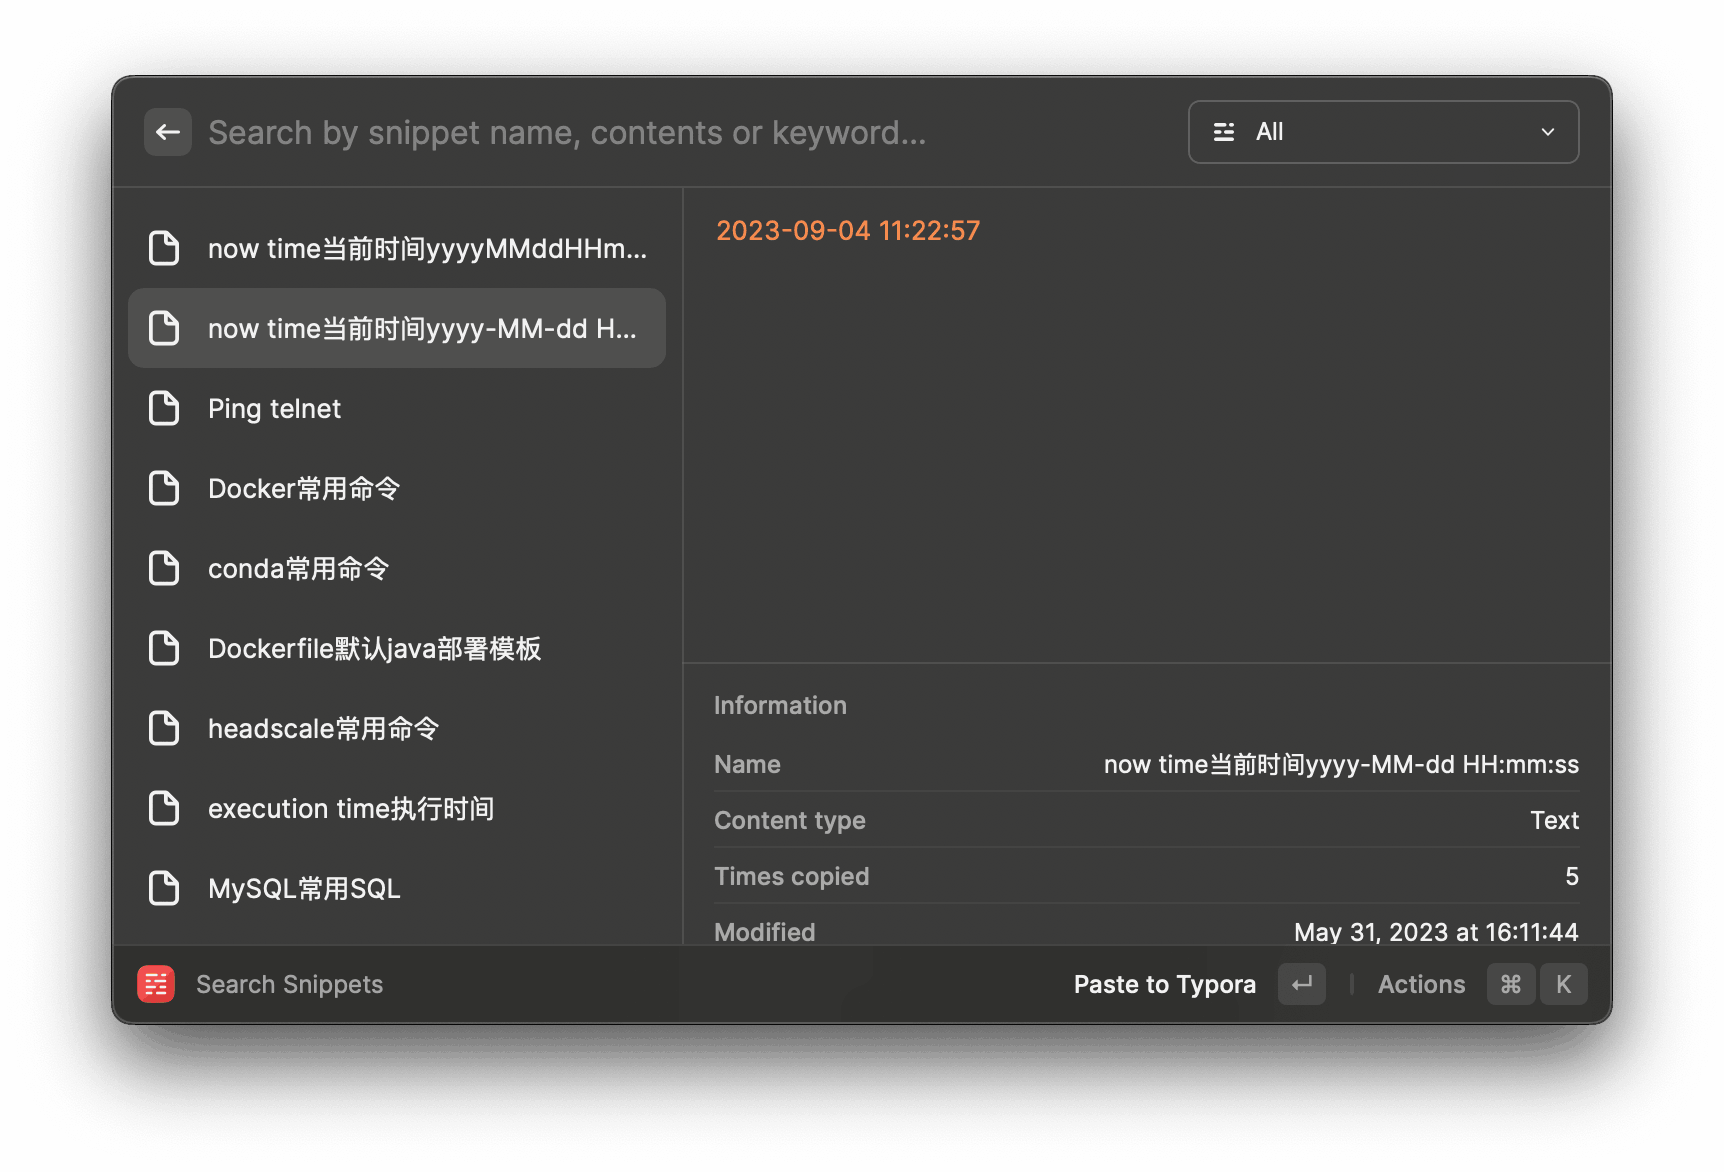 Search by snippet name, contents or keyword...
All
now time当前时间yyyyMMddHHm...
now time当前时间yyyy-MM-dd H...
Ping telnet
Docker常用命令
conda常用命令
Dockerfile默认java部署模板
headscale常用命令
execution time执行时间
MySQL常用SQL
2023-09-04 11:22:57
Information
Name now time当前时间yyyy-MM-dd HH:mm:ss
Content type Text
Times copied 5
Modified May 31, 2023 at 16:11:44
Search Snippets
Paste to Typora ↵ Actions ⌘ K